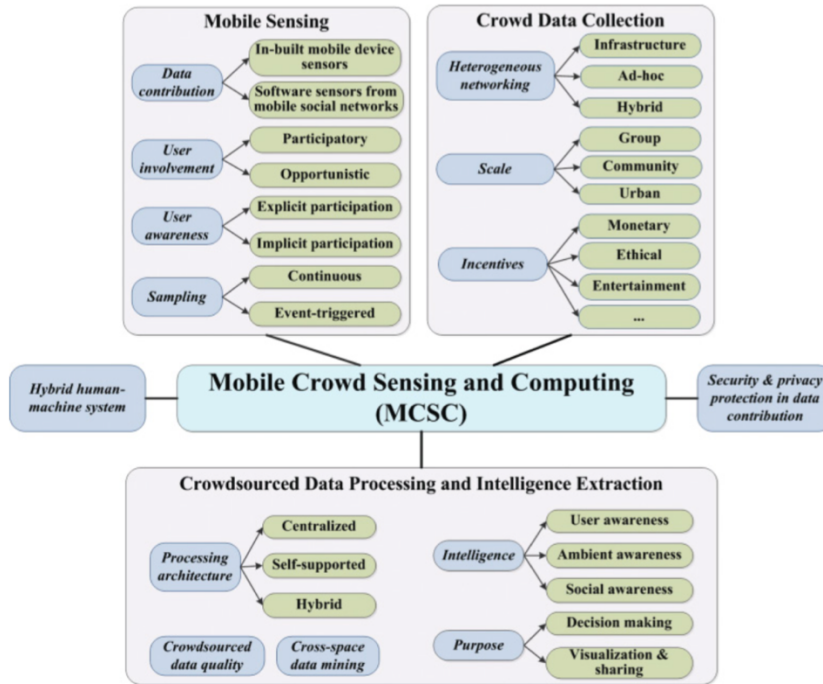 Mobile Sensing
Data
contribution
In-built mobile device
sensors
Software sensors from
mobile social networks
User
involvement
Participatory
Opportunistic
User
awareness
Explicit participation
Implicit participation
Sampling
Continuous
Event-triggered
Crowd Data Collection
Heterogeneous
networking
Infrastructure
Ad-hoc
Hybrid
Scale
Group
Community
Urban
Incentives
Monetary
Ethical
Entertainment
...
Hybrid human-
machine system
Mobile Crowd Sensing and Computing
(MCSC)
Security & privacy
protection in data
contribution
Crowdsourced Data Processing and Intelligence Extraction
Processing
architecture
Centralized
Self-supported
Hybrid
Crowdsourced
data quality
Cross-space
data mining
Intelligence
User awareness
Ambient awareness
Social awareness
Purpose
Decision making
Visualization &
sharing